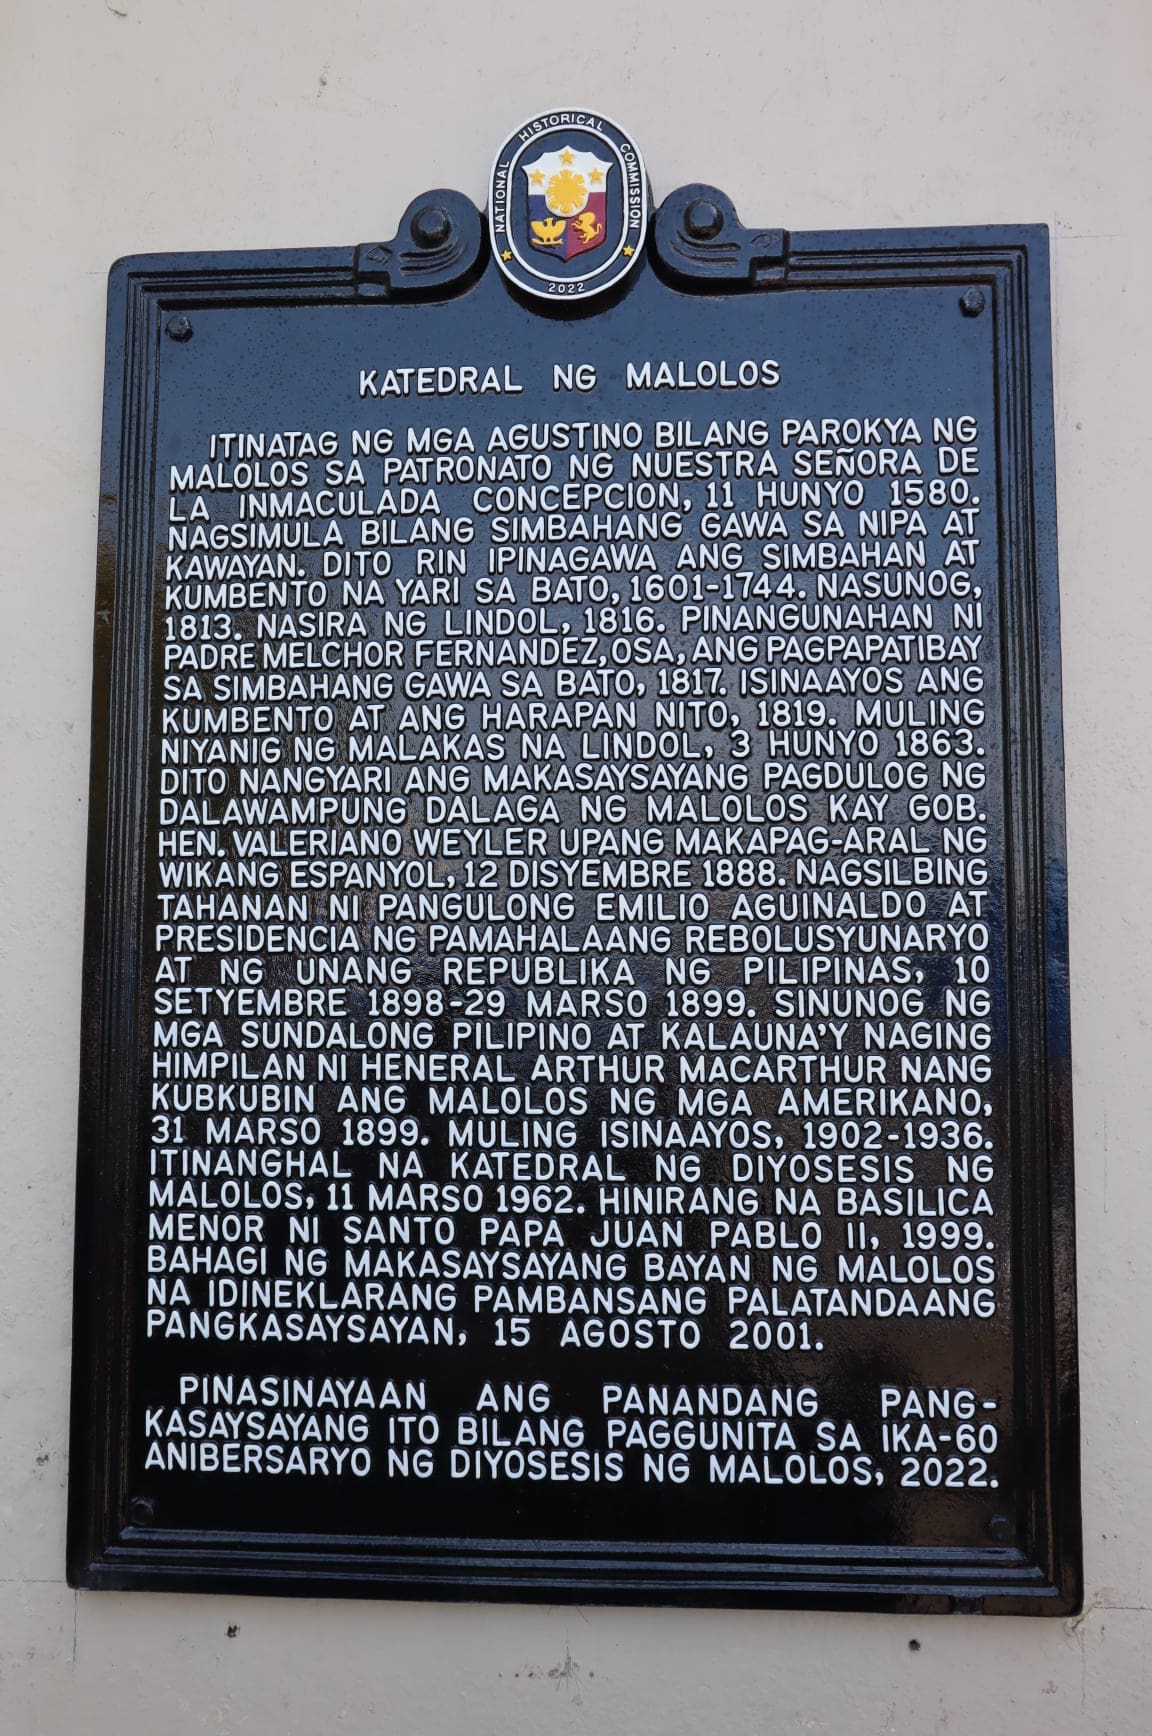 NATIONAL HISTORICAL COMMISSION
2022
KATEDRAL NG MALOLOS
ITINATAG NG MGA AGUSTINO BILANG PAROKYA NG
MALOLOS SA PATRONATO NG NUESTRA SEÑORA DE
LA INMACULADA CONCEPCION, 11 HUNYO 1580.
NAGSIMULA BILANG SIMBAHANG GAWA SA NIPA AT
KAWAYAN. DITO RIN IPINAGAWA ANG SIMBAHAN AT
KUMBENTO NA YARI SA BATO, 1601-1744. NASUNOG,
1813. NASIRA NG LINDOL, 1816. PINANGUNAHAN NI
PADRE MELCHOR FERNANDEZ, OSA, ANG PAGPAPATIBAY
SA SIMBAHANG GAWA SA BATO, 1817. ISINAAYOS ANG
KUMBENTO AT ANG HARAPAN NITO, 1819. MULING
NIYANIG NG MALAKAS NA LINDOL, 3 HUNYO 1863.
DITO NANGYARI ANG MAKASAYSAYANG PAGDULOG NG
DALAWAMPUNG DALAGA NG MALOLOS KAY GOB.
HEN. VALERIANO WEYLER UPANG MAKAPAG-ARAL NG
WIKANG ESPANYOL, 12 DISYEMBRE 1888. NAGSILBING
TAHANAN NI PANGULONG EMILIO AGUINALDO AT
PRESIDENCIA NG PAMAHALAANG REBOLUSYUNARYO
AT NG UNANG REPUBLIKA NG PILIPINAS, 10
SETYEMBRE 1898-29 MARSO 1899. SINUNOG NG
MGA SUNDALONG PILIPINO AT KALAUNA'Y NAGING
HIMPILAN NI HENERAL ARTHUR MACARTHUR NANG
KUBKUBIN ANG MALOLOS NG MGA AMERIKANO,
31 MARSO 1899. MULING ISINAAYOS, 1902-1936.
ITINANGHAL NA KATEDRAL NG DIYOSESIS NG
MALOLOS, 11 MARSO 1962. HINIRANG NA BASILICA
MENOR NI SANTO PAPA JUAN PABLO II, 1999.
BAHAGI NG MAKASAYSAYANG BAYAN NG MALOLOS
NA IDINEKLARANG PAMBANSANG PALATANDAANG
PANGKASAYSAYAN, 15 AGOSTO 2001.
PINASINAYAAN ANG PANANDANG PANG-
KASAYSAYANG ITO BILANG PAGGUNITA SA IKA-60
ANIBERSARYO NG DIYOSESIS NG MALOLOS, 2022.